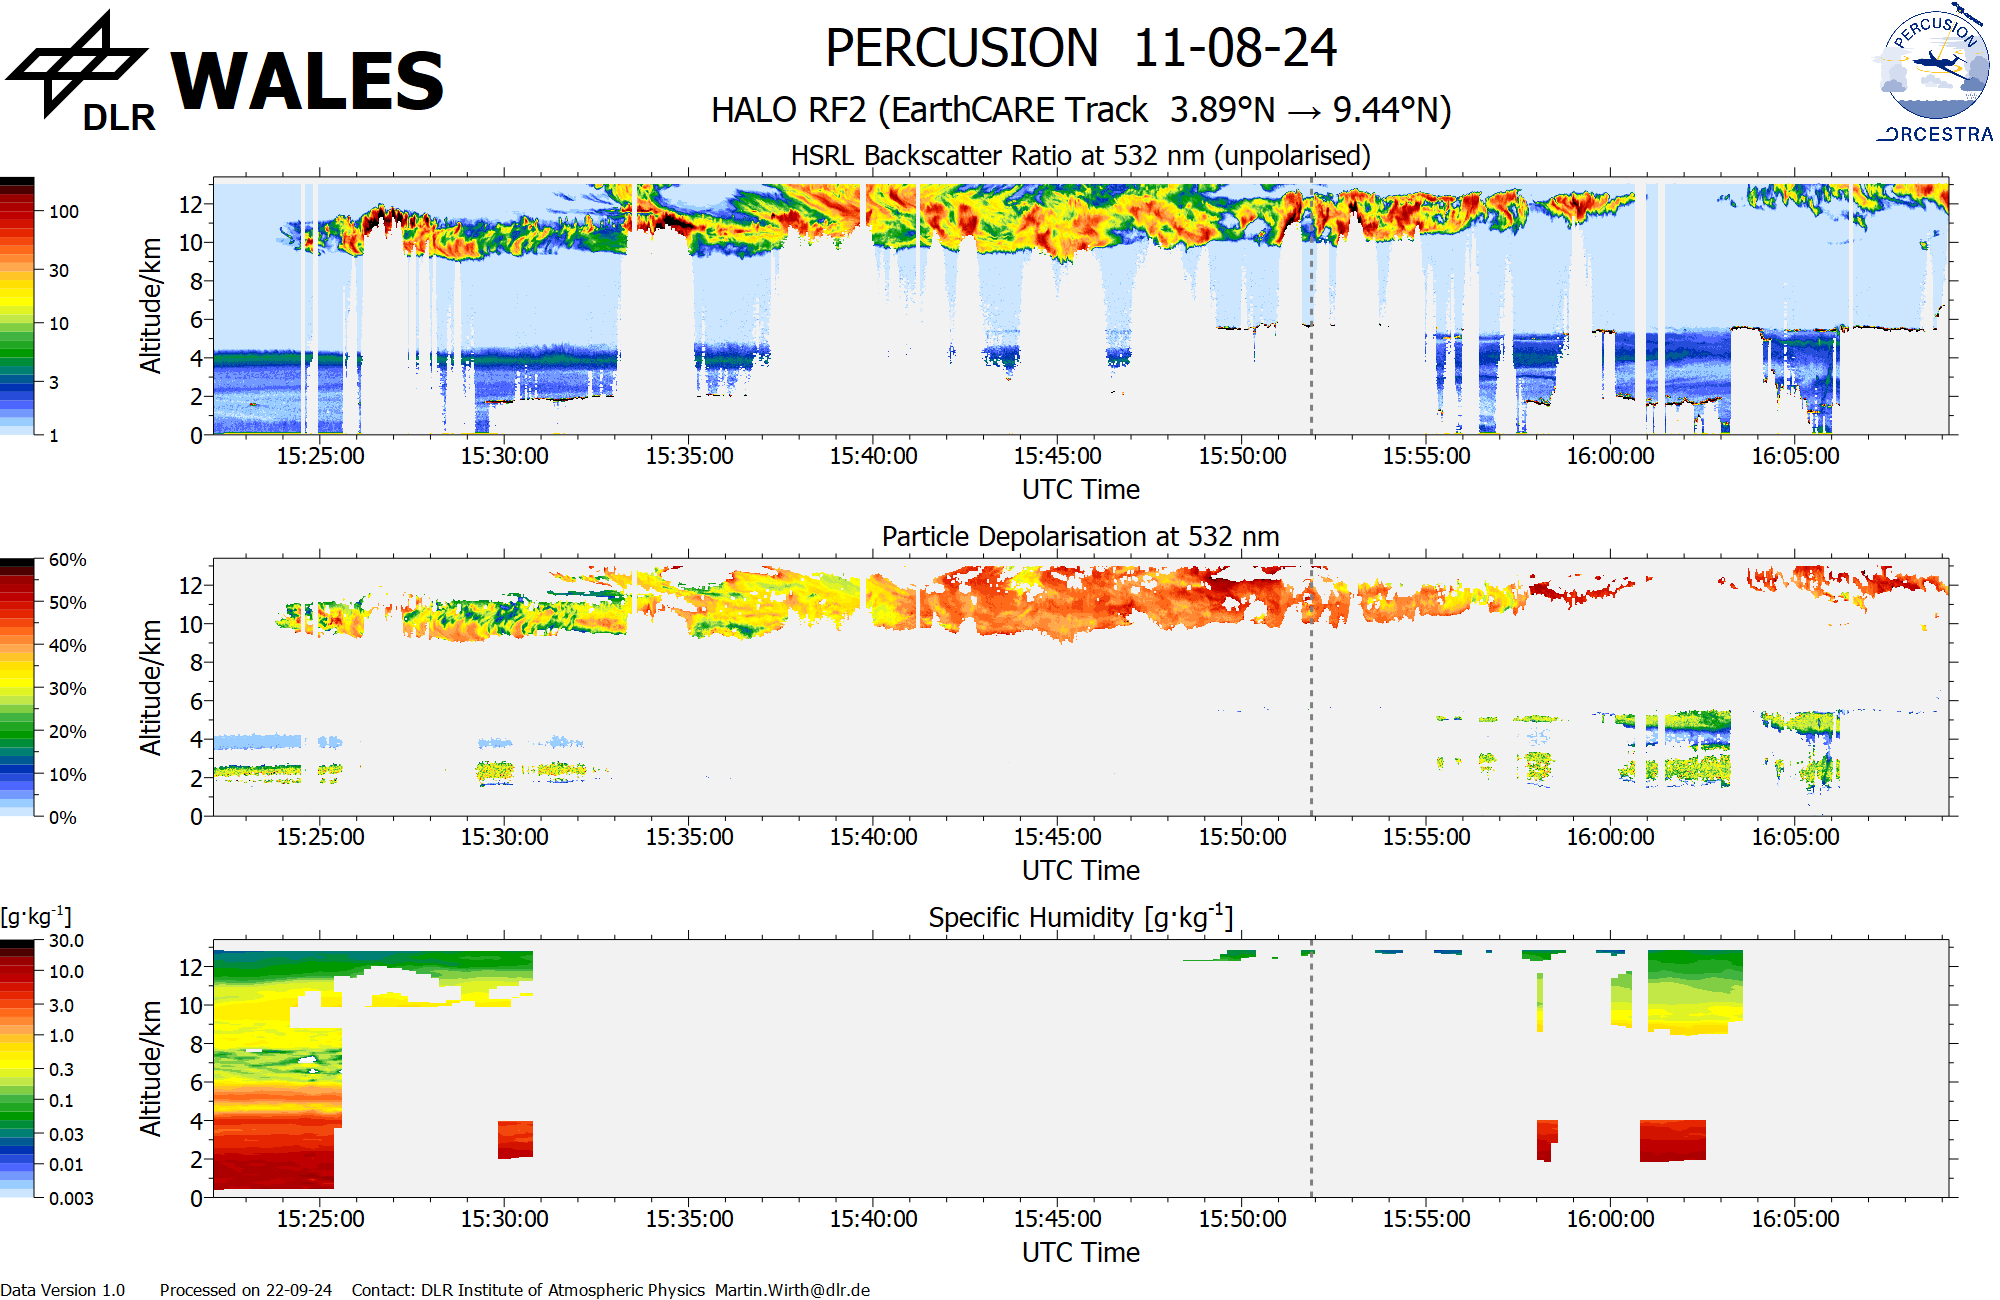 DLR
WALES
PERCUSION 11-08-24
HALO RF2 (EarthCARE Track 3.89°N → 9.44°N)
PERCUSION
ORCESTRA
HSRL Backscatter Ratio at 532 nm (unpolarised)
100
30
10
3
1
Altitude/km
12
10
8
6
4
2
0
15:25:00 15:30:00 15:35:00 15:40:00 15:45:00 15:50:00 15:55:00 16:00:00 16:05:00
UTC Time
Particle Depolarisation at 532 nm
60%
50%
40%
30%
20%
10%
0%
Altitude/km
12
10
8
6
4
2
0
15:25:00 15:30:00 15:35:00 15:40:00 15:45:00 15:50:00 15:55:00 16:00:00 16:05:00
UTC Time
Specific Humidity [g·kg⁻¹]
[g·kg⁻¹]
30.0
10.0
3.0
1.0
0.3
0.1
0.03
0.01
0.003
Altitude/km
12
10
8
6
4
2
0
15:25:00 15:30:00 15:35:00 15:40:00 15:45:00 15:50:00 15:55:00 16:00:00 16:05:00
UTC Time
Data Version 1.0 Processed on 22-09-24 Contact: DLR Institute of Atmospheric Physics Martin.Wirth@dlr.de